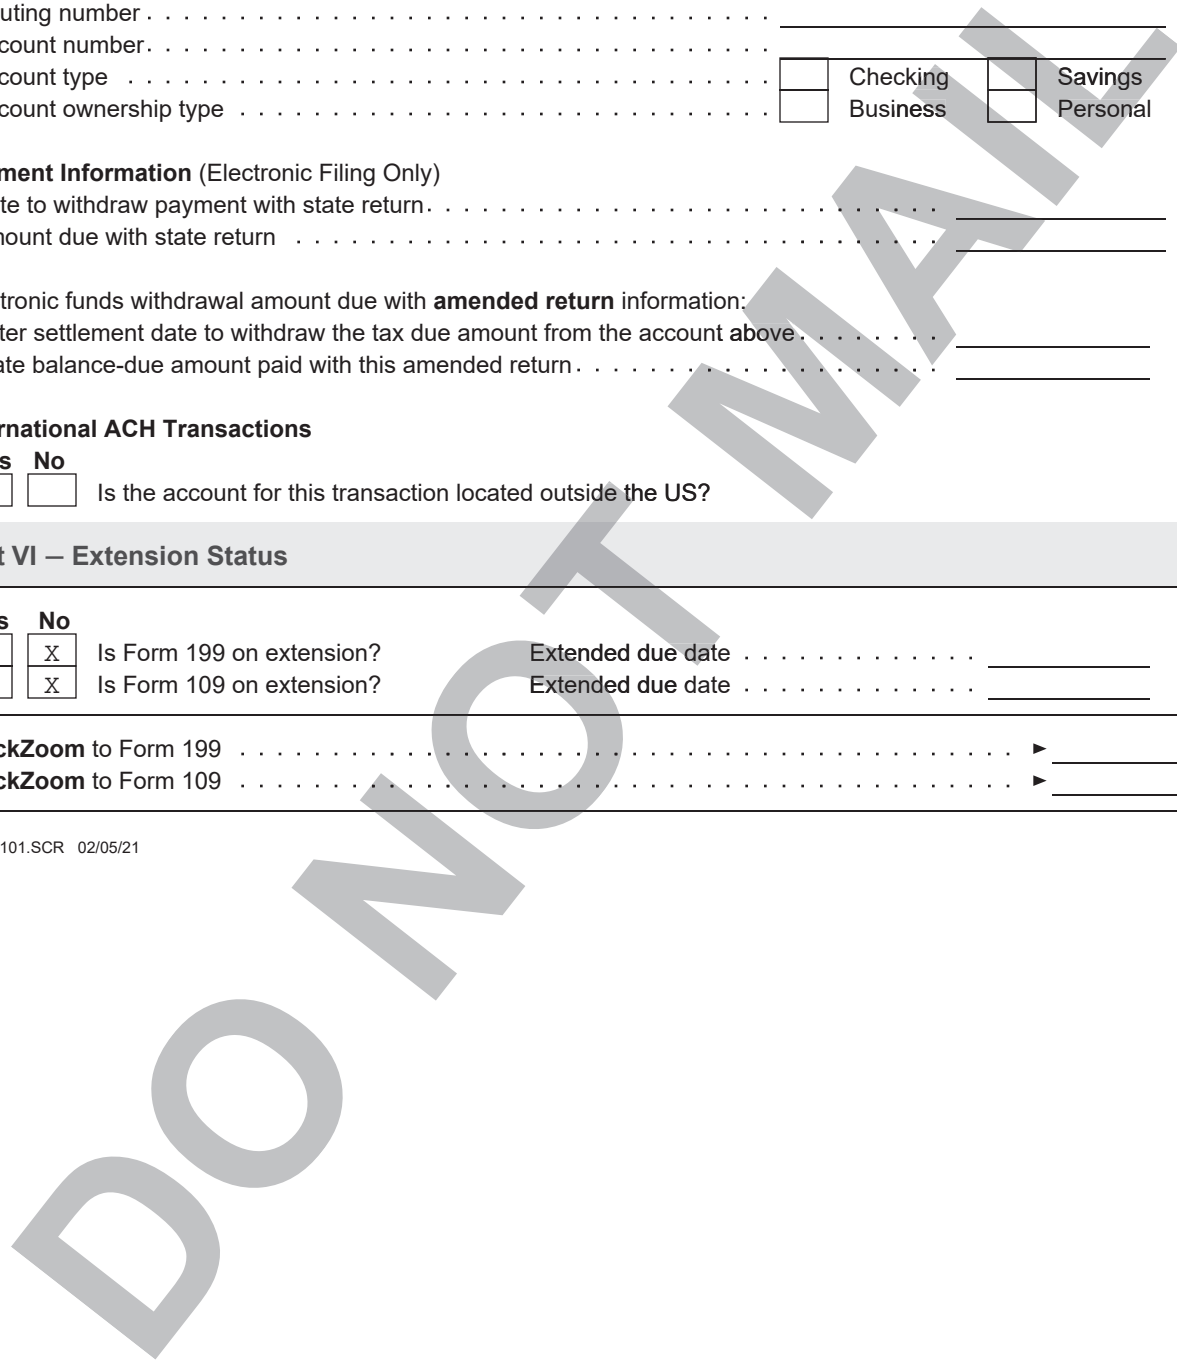 uting number
count number
count type Checking Savings
count ownership type Business Personal
ment Information (Electronic Filing Only)
te to withdraw payment with state return
nount due with state return
tronic funds withdrawal amount due with amended return information:
ter settlement date to withdraw the tax due amount from the account above
ate balance-due amount paid with this amended return
rnational ACH Transactions
s No
Is the account for this transaction located outside the US?
t VI — Extension Status
s No
X Is Form 199 on extension? Extended due date
X Is Form 109 on extension? Extended due date
ckZoom to Form 199
ckZoom to Form 109
101.SCR 02/05/21
DO NOT MAIL